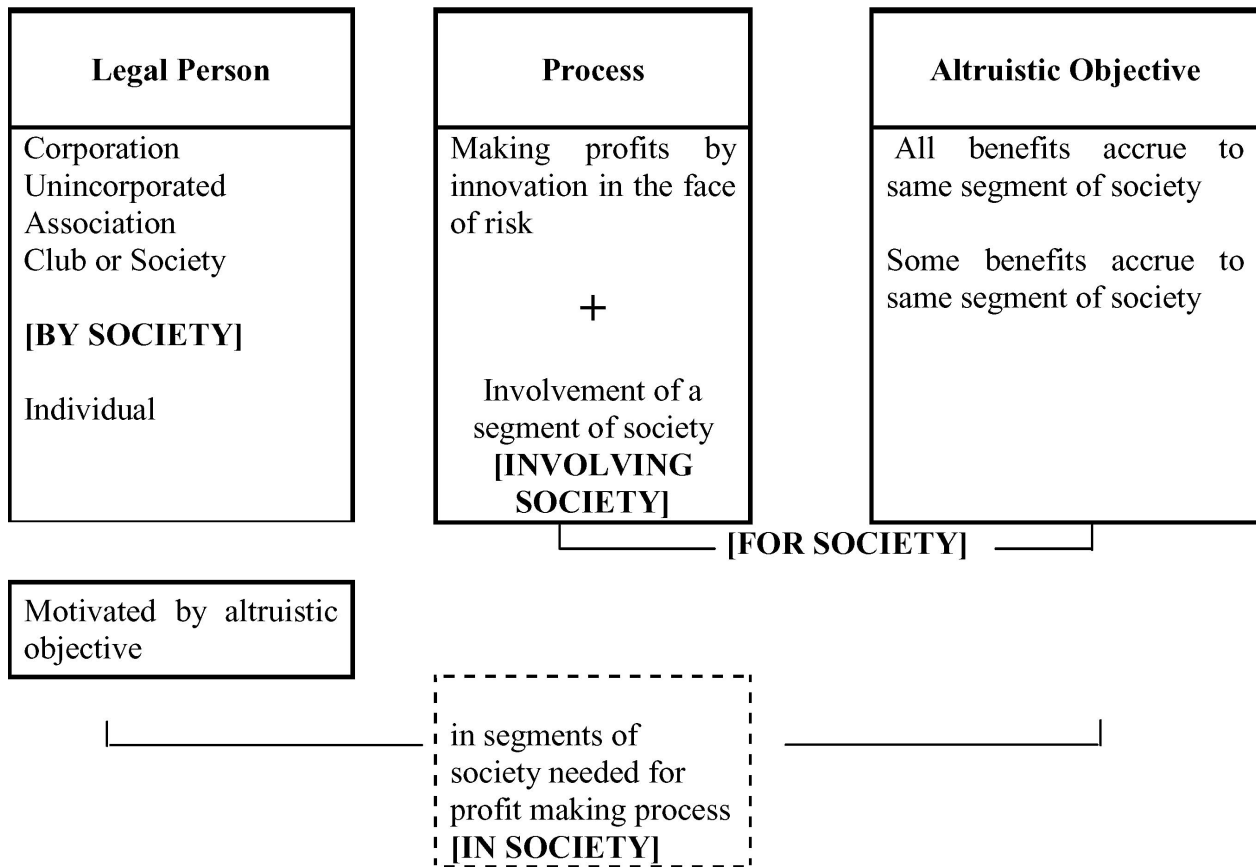 Legal Person
Corporation
Unincorporated
Association
Club or Society
[BY SOCIETY]
Individual
Process
Making profits by
innovation in the face
of risk
+
Involvement of a
segment of society
[INVOLVING
SOCIETY]
Altruistic Objective
All benefits accrue to
same segment of society
Some benefits accrue to
same segment of society
[FOR SOCIETY]
Motivated by altruistic
objective
in segments of
society needed for
profit making process
[IN SOCIETY]